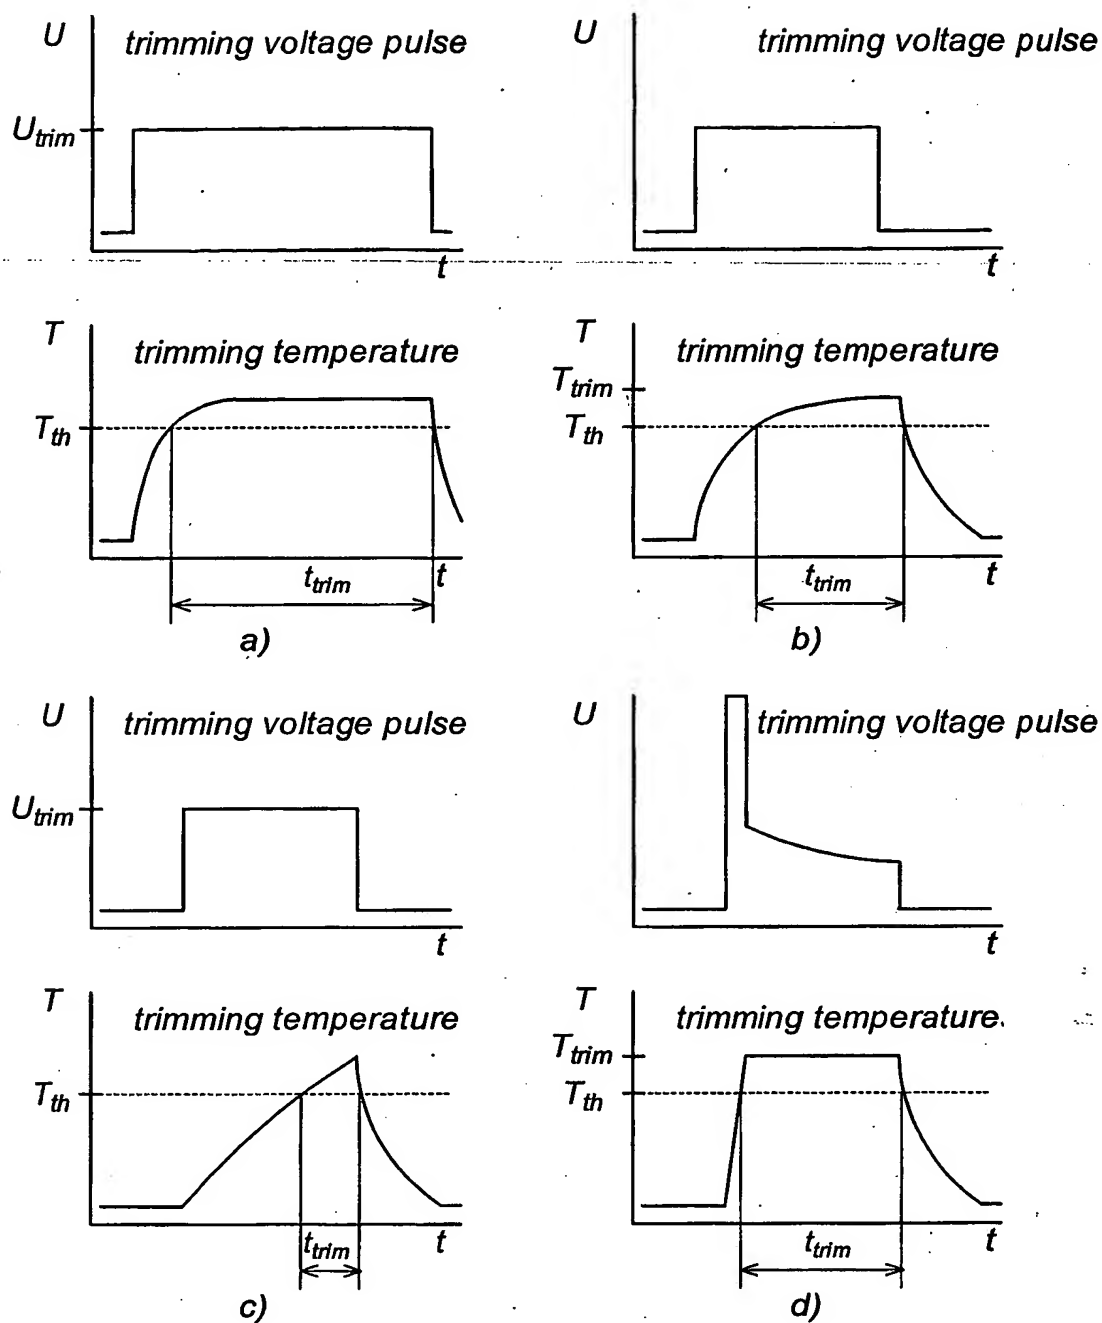 U trimming voltage pulse
U_trim
t
T trimming temperature
T_th
t_trim t
a)
U trimming voltage pulse
t
T trimming temperature
T_trim
T_th
t_trim t
b)
U trimming voltage pulse
U_trim
t
T trimming temperature
T_th
t_trim t
c)
U trimming voltage pulse
t
T trimming temperature
T_trim
T_th
t_trim t
d)